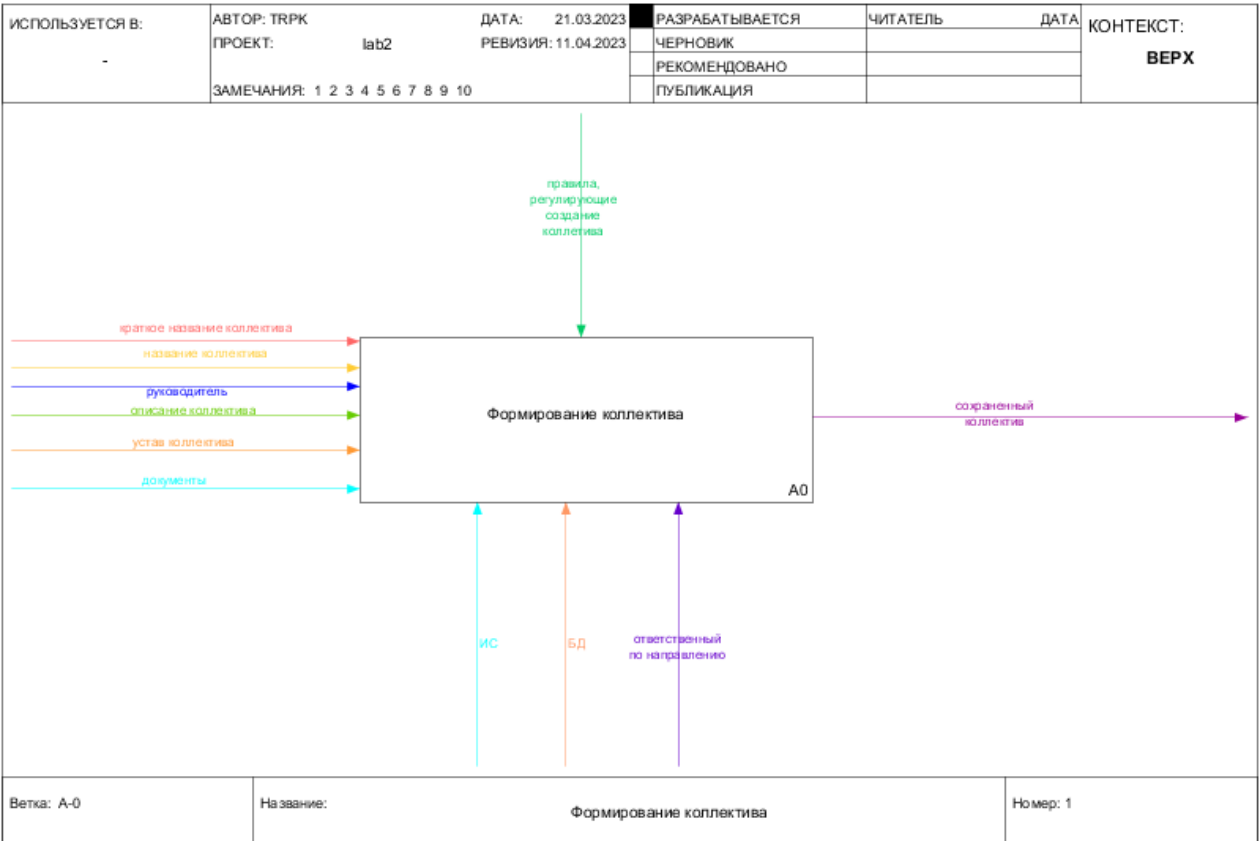 ИСПОЛЬЗУЕТСЯ В:
-
АВТОР: TRPK
ДАТА: 21.03.2023
ПРОЕКТ: lab2
РЕВИЗИЯ: 11.04.2023
ЗАМЕЧАНИЯ: 1 2 3 4 5 6 7 8 9 10
РАЗРАБАТЫВАЕТСЯ
ЧЕРНОВИК
РЕКОМЕНДОВАНО
ПУБЛИКАЦИЯ
ЧИТАТЕЛЬ ДАТА
КОНТЕКСТ:
ВЕРХ
правила,
регулирующие
создание
коллетива
краткое название коллектива
название коллектива
руководитель
описание коллектива
устав коллектива
документы
Формирование коллектива
A0
сохраненный
коллектив
ИС
БД
ответственный
по направлению
Ветка: A-0
Название:
Формирование коллектива
Номер: 1